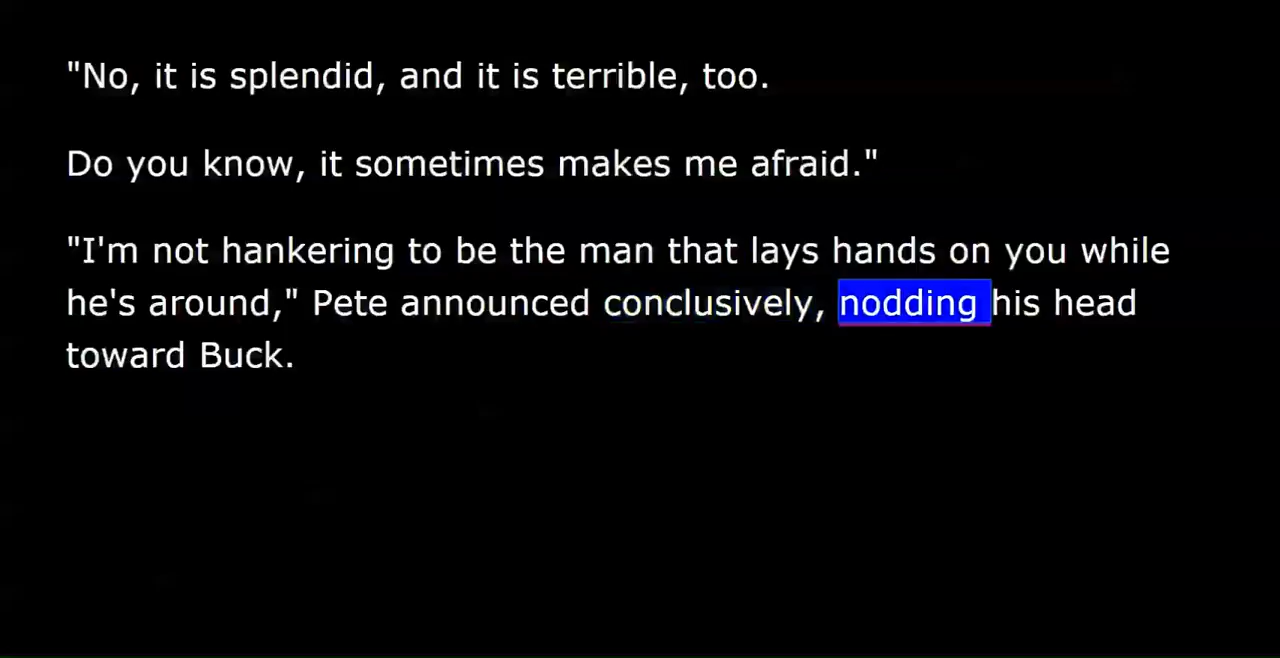 "No, it is splendid, and it is terrible, too.
Do you know, it sometimes makes me afraid."
"I'm not hankering to be the man that lays hands on you while
he's around," Pete announced conclusively, nodding his head
toward Buck.